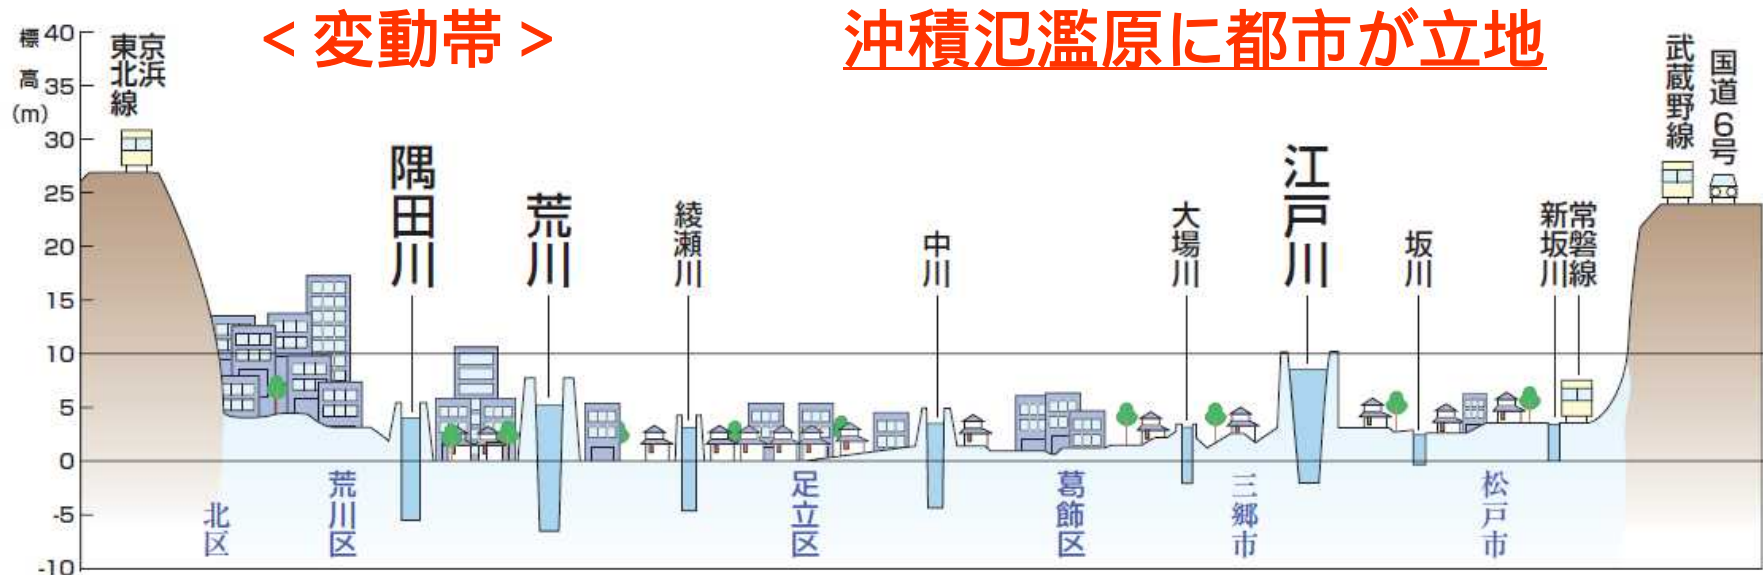 <変動帯>
沖積氾濫原に都市が立地
標高(m)
40
35
30
25
20
15
10
5
0
-5
-10
京浜東北線
隅田川
荒川
綾瀬川
中川
大場川
江戸川
坂川
新坂川
常磐線
武蔵野線
国道6号
北区
荒川区
足立区
葛飾区
三郷市
松戸市